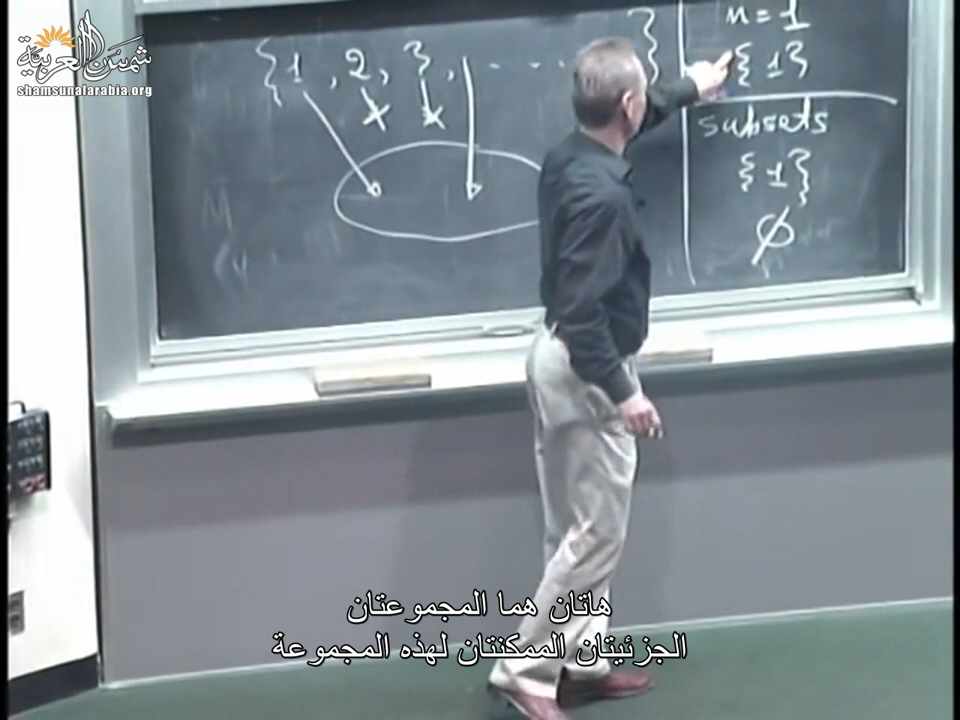 شمس العربية
shamsunalarabia.org
{1, 2, 3, ..... }
n = 1
{1}
subsets
{1}
∅
هاتان هما المجموعتان
الجزئيتان الممكنتان لهذه المجموعة